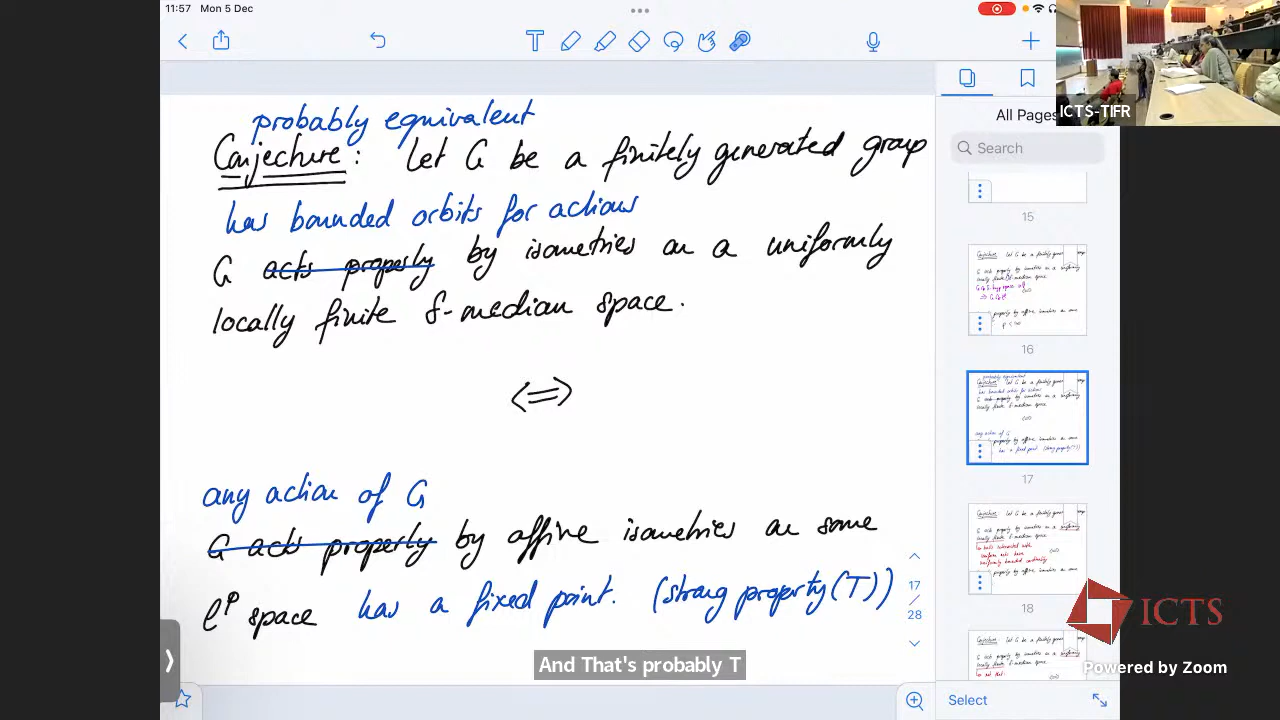 11:57 Mon 5 Dec
ICTS-TIFR
All Pages
Search
probably equivalent
Conjecture: Let G be a finitely generated group
has bounded orbits for actions
G acts properly by isometries on a uniformly
locally finite δ-median space.
⟺
any action of G
G acts properly by affine isometries on some
ℓᵖ space has a fixed point. (strong property (T))
And That's probably T
15
16
17
18
17
/
28
Select
ICTS
Powered by Zoom